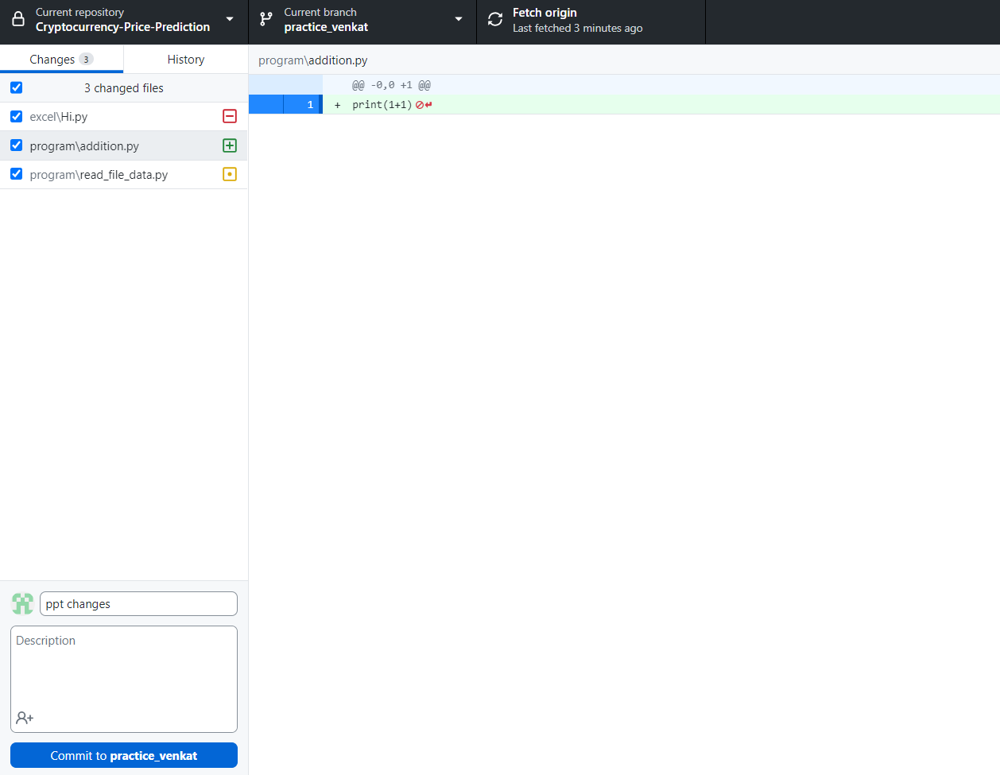 Current repository
Cryptocurrency-Price-Prediction
Current branch
practice_venkat
Fetch origin
Last fetched 3 minutes ago
Changes 3
History
3 changed files
excel\Hi.py
program\addition.py
program\read_file_data.py
program\addition.py
@@ -0,0 +1 @@
1 + print(1+1)
ppt changes
Description
Commit to practice_venkat